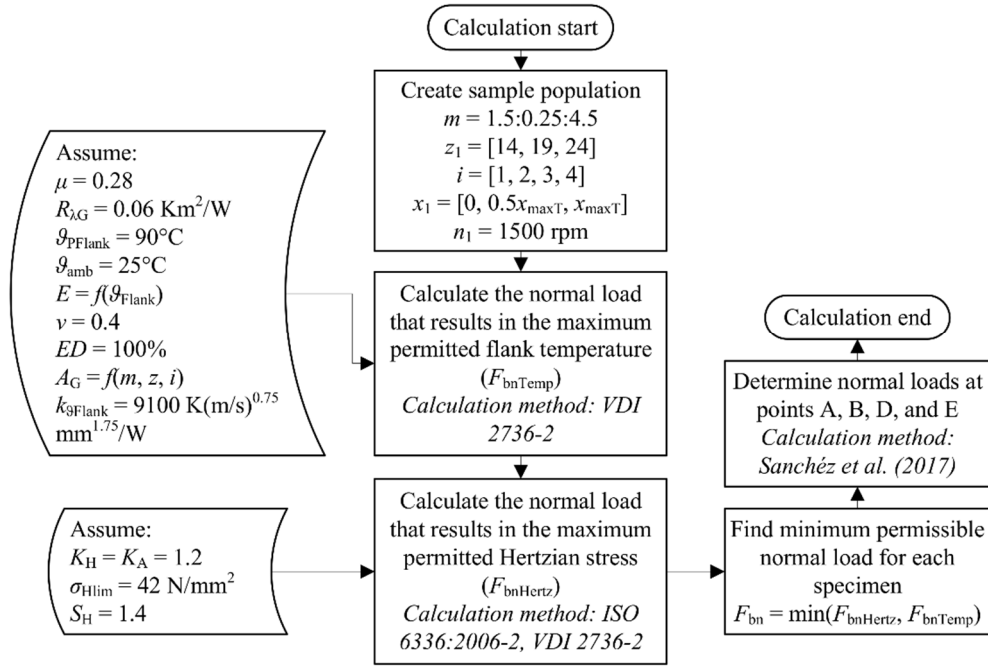 Calculation start
Create sample population
m = 1.5:0.25:4.5
z₁ = [14, 19, 24]
i = [1, 2, 3, 4]
x₁ = [0, 0.5xₘₐₓT, xₘₐₓT]
n₁ = 1500 rpm
Assume:
μ = 0.28
RλG = 0.06 Km²/W
ϑPFlank = 90°C
ϑamb = 25°C
E = f(ϑFlank)
ν = 0.4
ED = 100%
AG = f(m, z, i)
kϑFlank = 9100 K(m/s)^0.75
mm^1.75/W
Calculate the normal load
that results in the maximum
permitted flank temperature
(FbnTemp)
Calculation method: VDI
2736-2
Assume:
KH = KA = 1.2
σHlim = 42 N/mm²
SH = 1.4
Calculate the normal load
that results in the maximum
permitted Hertzian stress
(FbnHertz)
Calculation method: ISO
6336:2006-2, VDI 2736-2
Find minimum permissible
normal load for each
specimen
Fbn = min(FbnHertz, FbnTemp)
Determine normal loads at
points A, B, D, and E
Calculation method:
Sanchéz et al. (2017)
Calculation end